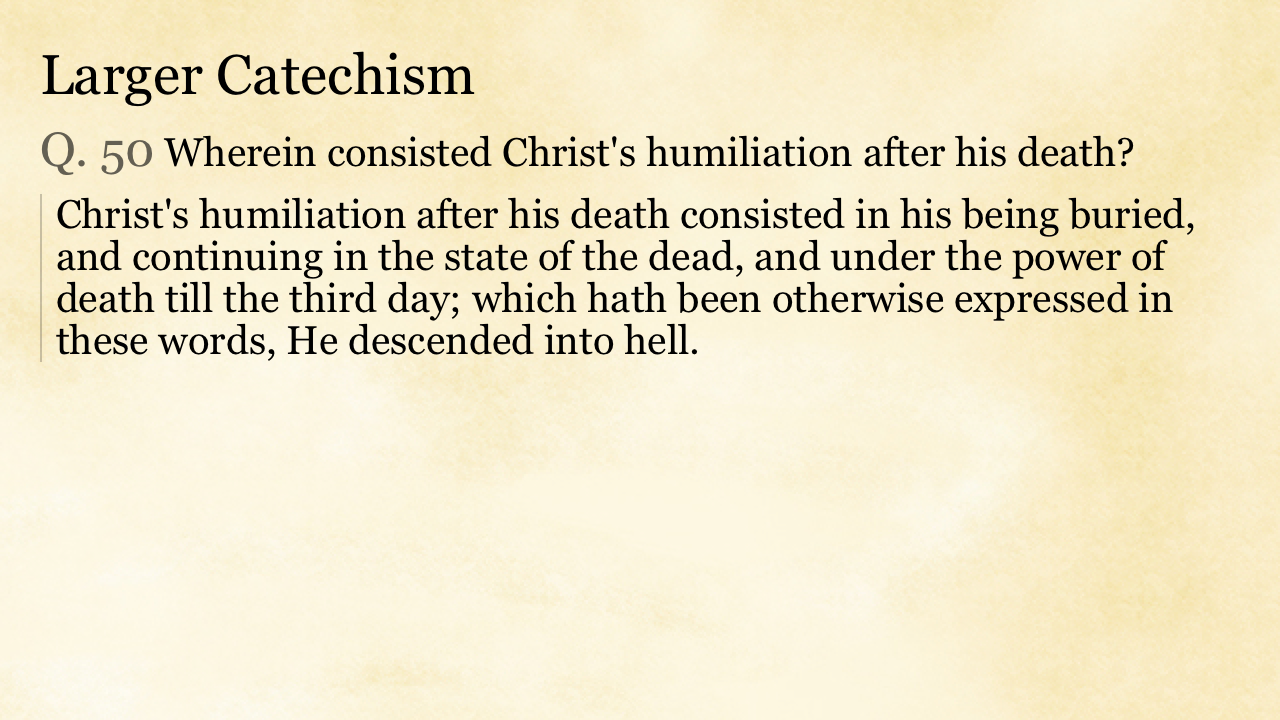 Larger Catechism
Q. 50 Wherein consisted Christ's humiliation after his death?
Christ's humiliation after his death consisted in his being buried,
and continuing in the state of the dead, and under the power of
death till the third day; which hath been otherwise expressed in
these words, He descended into hell.